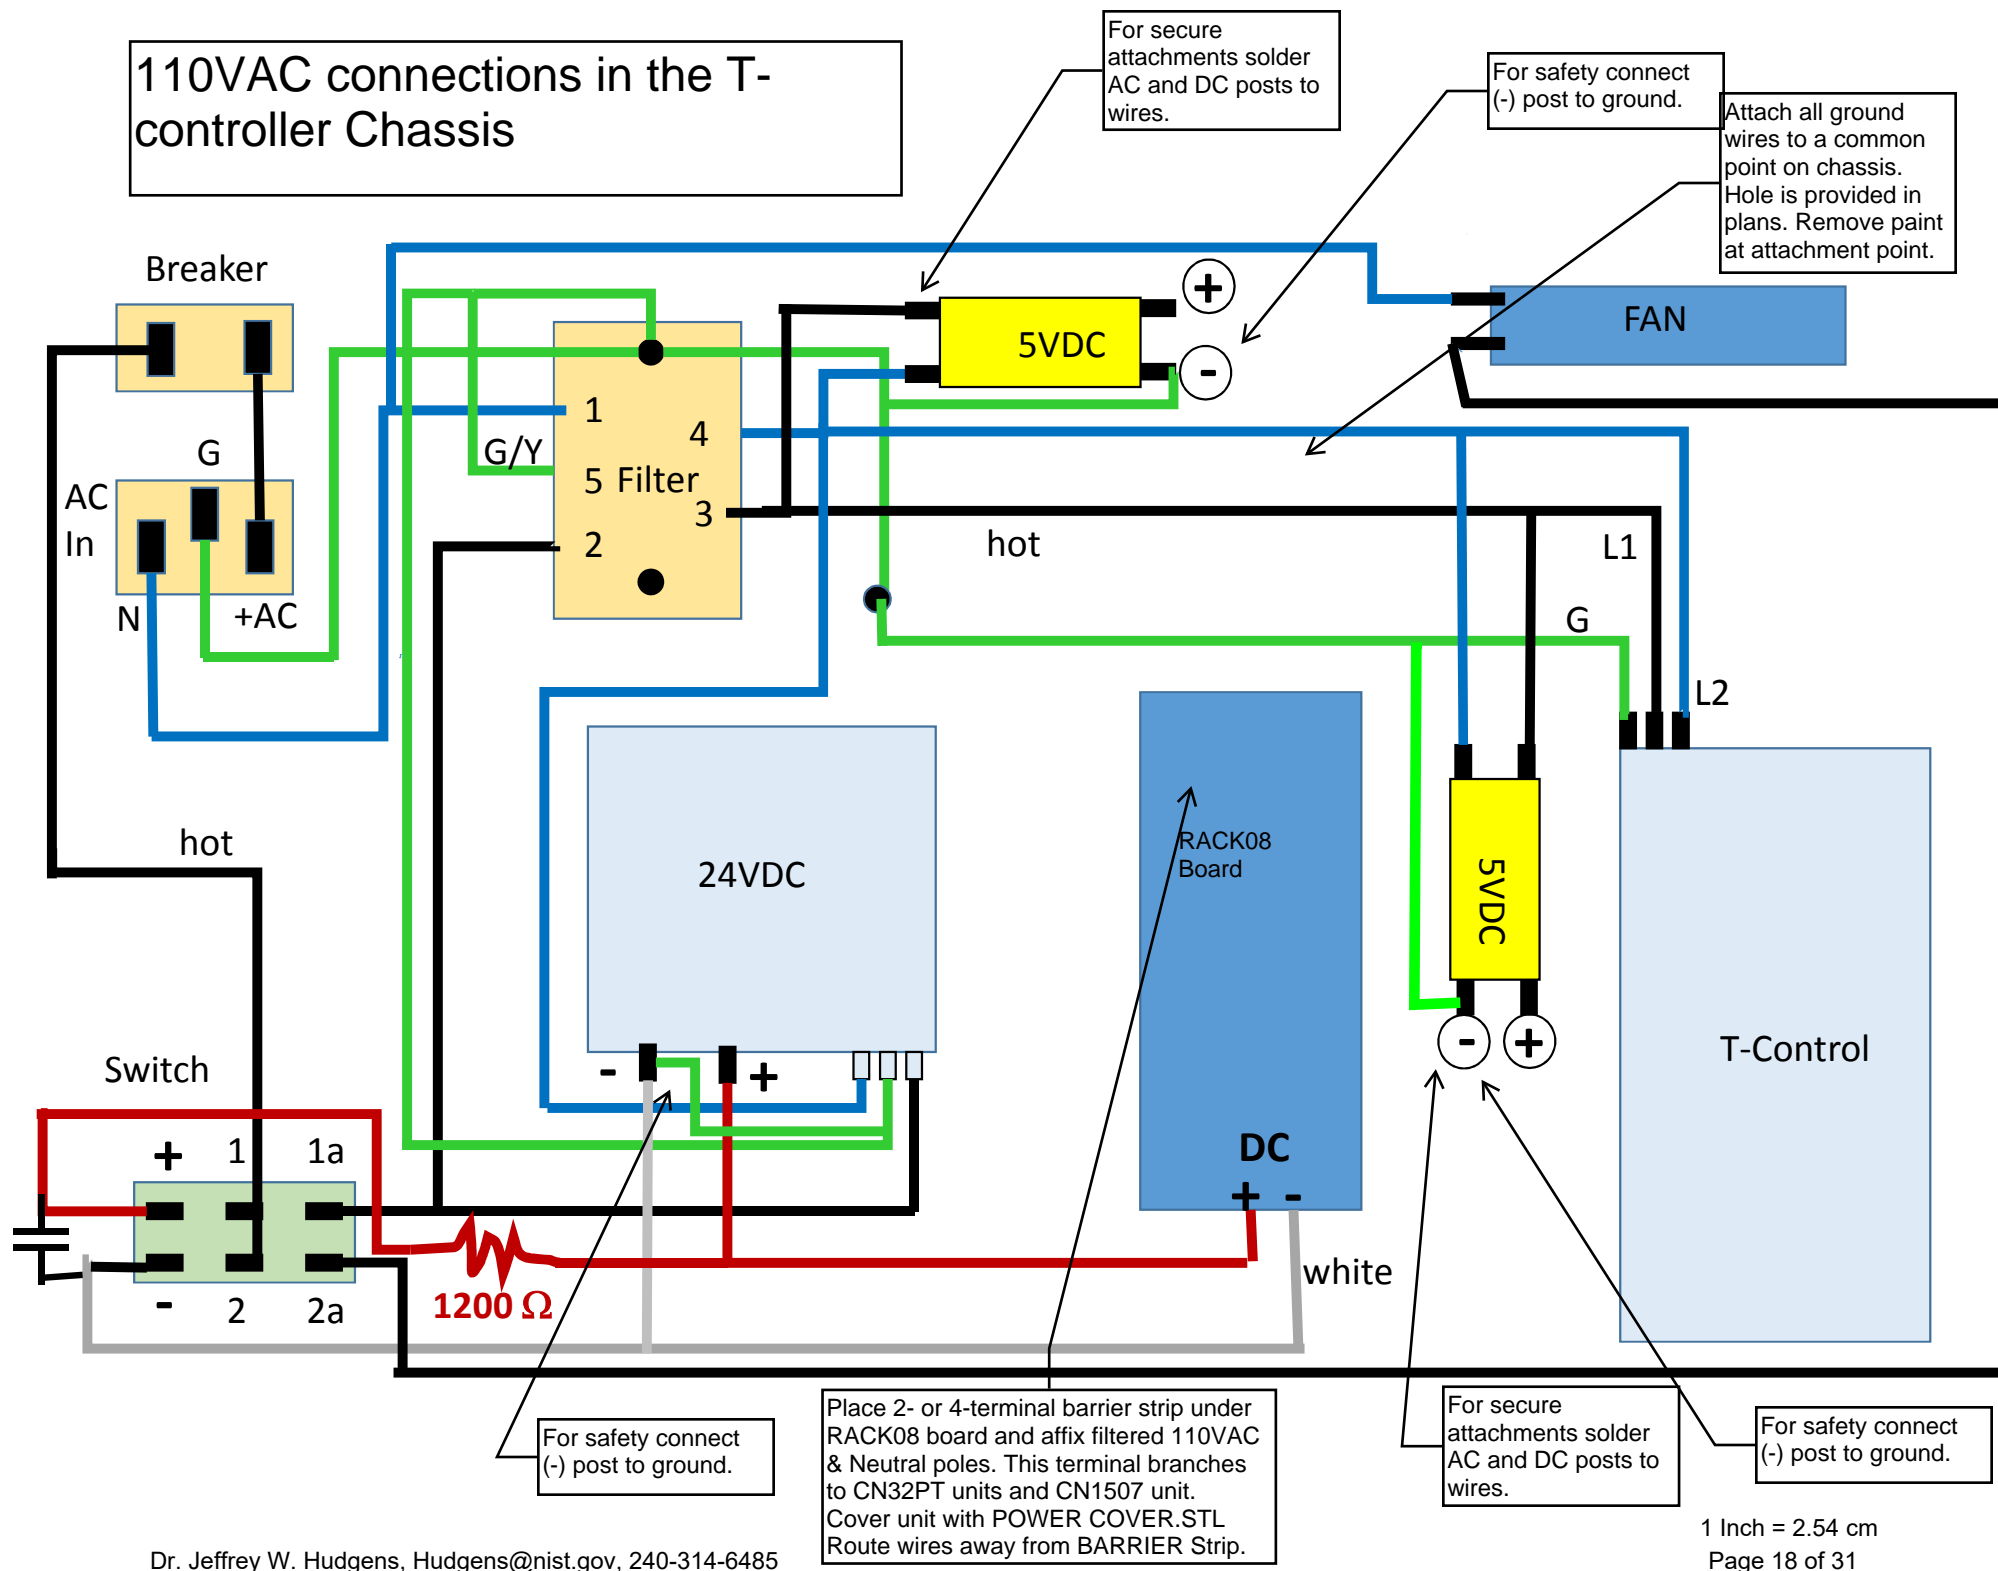 110VAC connections in the T-
controller Chassis
For secure
attachments solder
AC and DC posts to
wires.
For safety connect
(-) post to ground.
Attach all ground
wires to a common
point on chassis.
Hole is provided in
plans. Remove paint
at attachment point.
Breaker
+
5VDC
-
FAN
1
4
G/Y
5 Filter
3
2
G
AC
In
N
+AC
hot
L1
G
L2
hot
24VDC
RACK08
Board
5VDC
- +
T-Control
Switch
- +
+ 1 1a
- 2 2a
1200 Ω
DC
+ -
white
For safety connect
(-) post to ground.
Place 2- or 4-terminal barrier strip under
RACK08 board and affix filtered 110VAC
& Neutral poles. This terminal branches
to CN32PT units and CN1507 unit.
Cover unit with POWER COVER.STL
Route wires away from BARRIER Strip.
For secure
attachments solder
AC and DC posts to
wires.
For safety connect
(-) post to ground.
1 Inch = 2.54 cm
Dr. Jeffrey W. Hudgens, Hudgens@nist.gov, 240-314-6485
Page 18 of 31